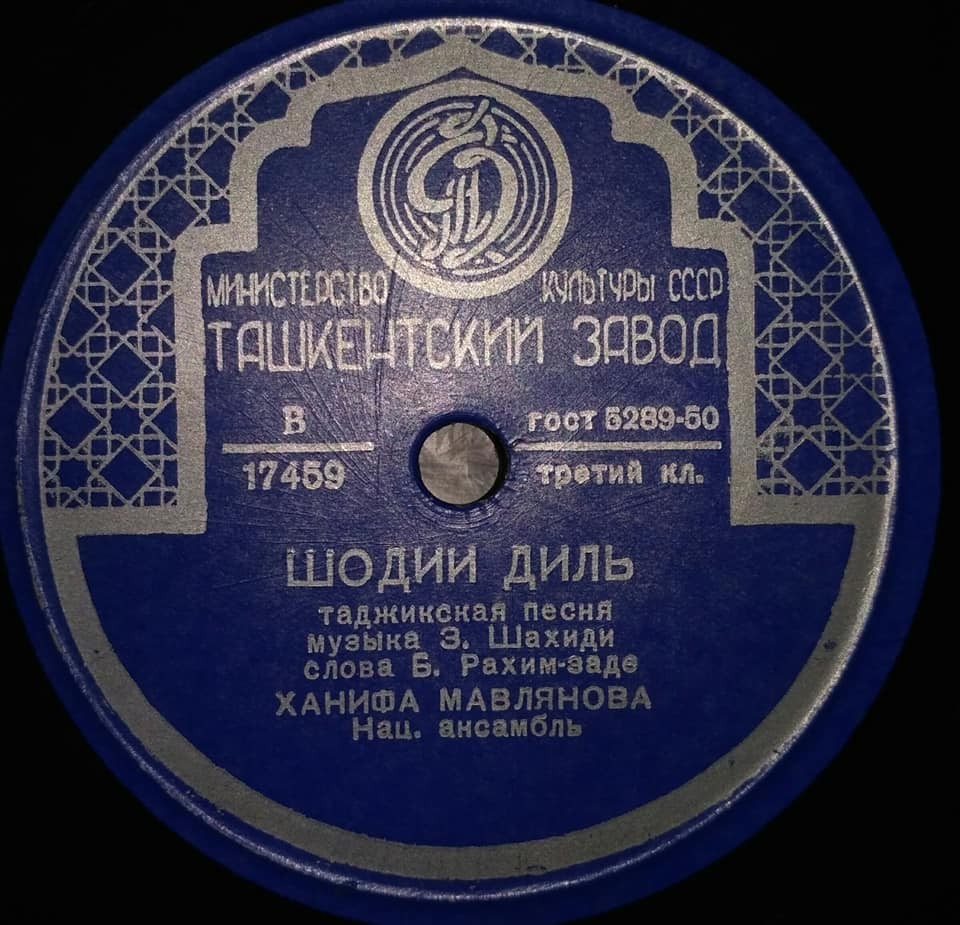 МИНИСТЕРСТВО КУЛЬТУРЫ СССР
ТАШКЕНТСКИЙ ЗАВОД
В ГОСТ 5289-50
17459 третий кл.
ШОДИИ ДИЛЬ
таджикская песня
музыка З. Шахиди
слова Б. Рахим-заде
ХАНИФА МАВЛЯНОВА
Нац. ансамбль